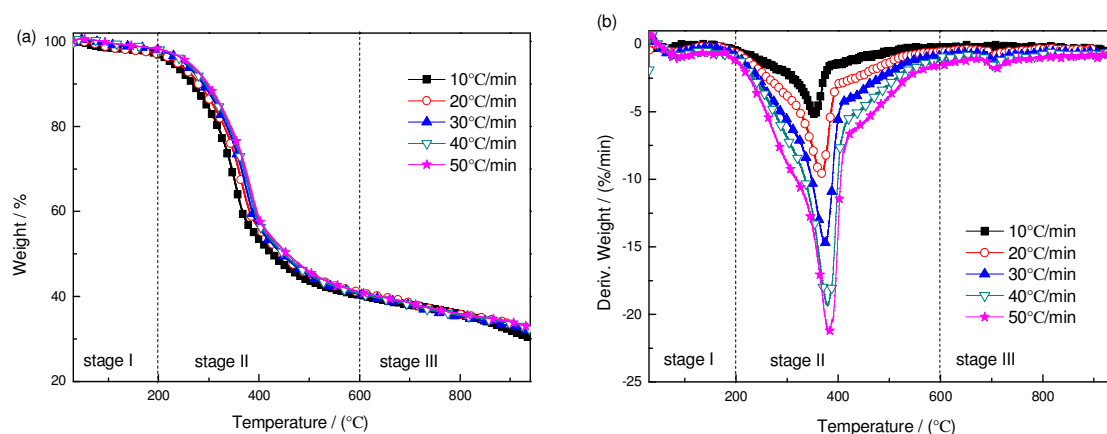 (a)
100
80
60
40
20
Weight / %
10°C/min
20°C/min
30°C/min
40°C/min
50°C/min
stage I
stage II
stage III
200
400
600
800
Temperature / (°C)
(b)
0
-5
-10
-15
-20
-25
Deriv. Weight / (%/min)
10°C/min
20°C/min
30°C/min
40°C/min
50°C/min
stage I
stage II
stage III
200
400
600
800
Temperature / (°C)